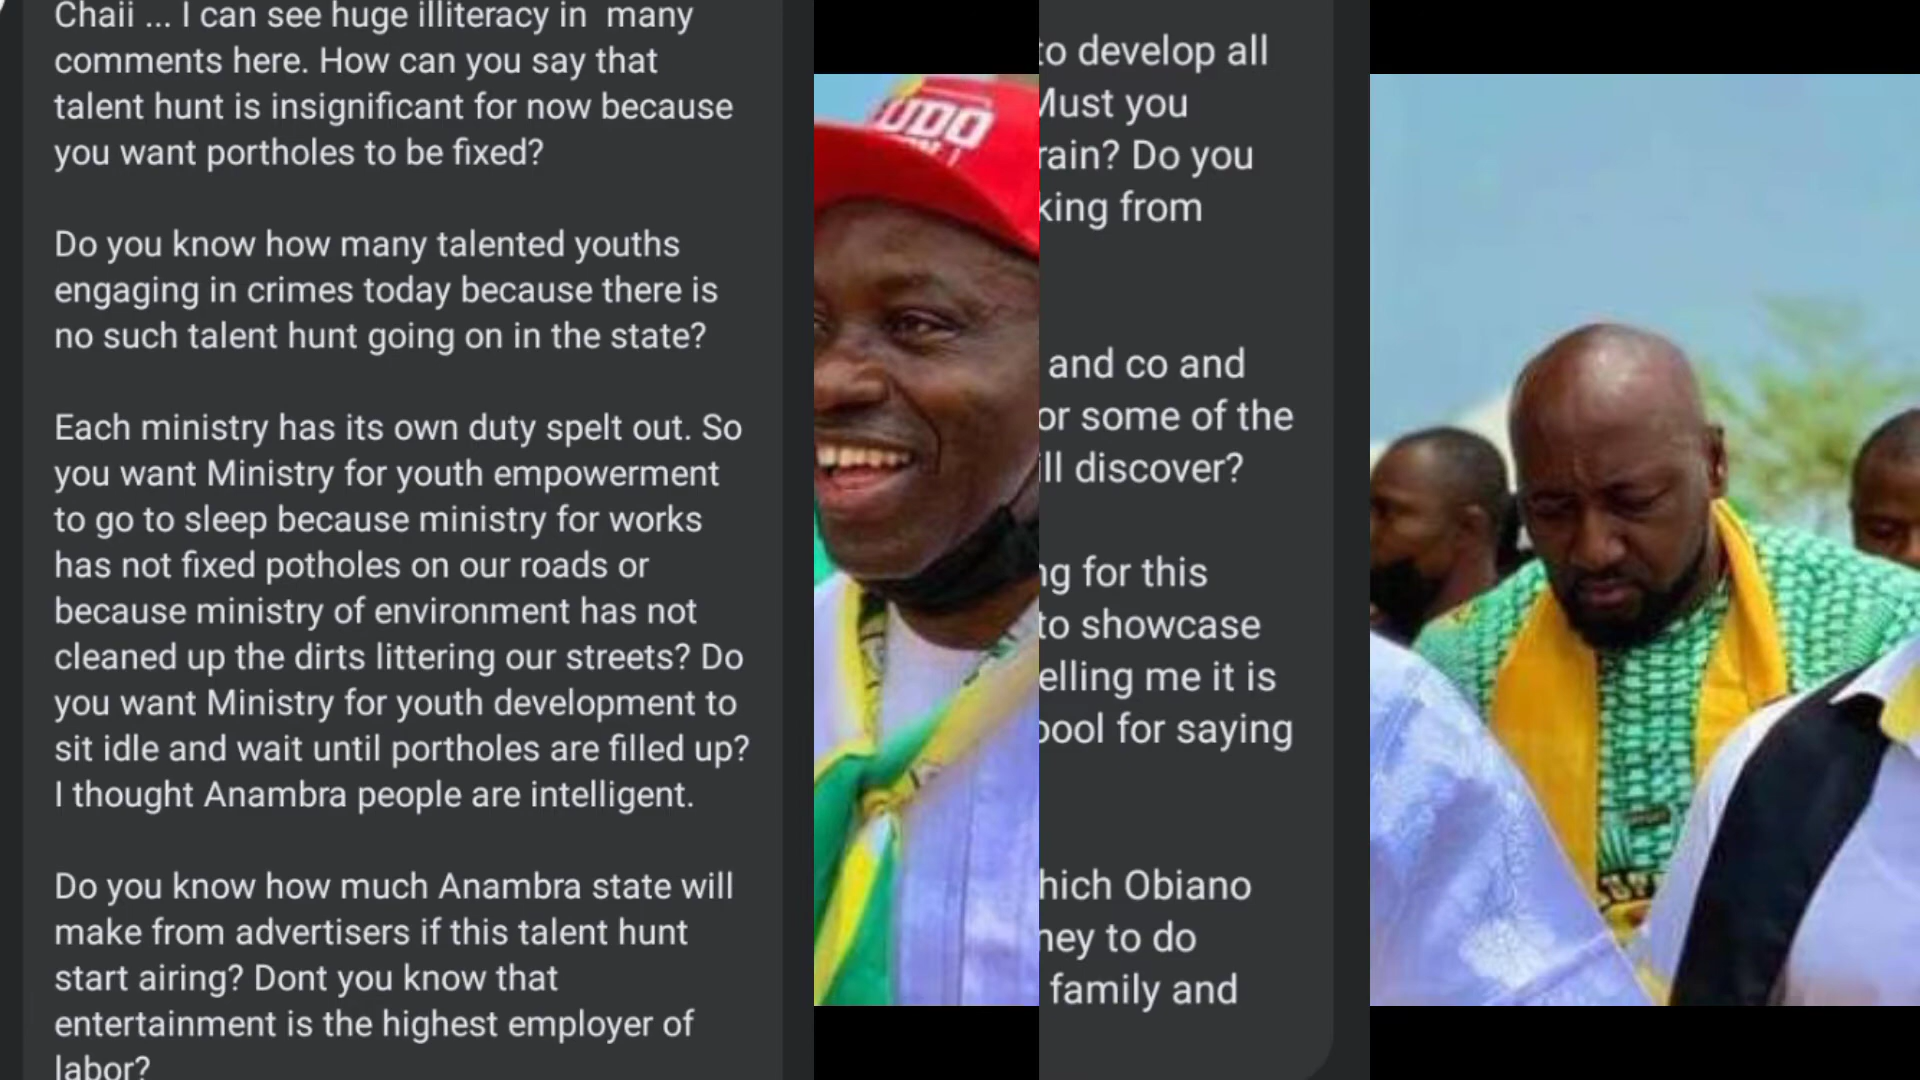 Chaii ... I can see huge illiteracy in many
comments here. How can you say that
talent hunt is insignificant for now because
you want portholes to be fixed?
Do you know how many talented youths
engaging in crimes today because there is
no such talent hunt going on in the state?
Each ministry has its own duty spelt out. So
you want Ministry for youth empowerment
to go to sleep because ministry for works
has not fixed potholes on our roads or
because ministry of environment has not
cleaned up the dirts littering our streets? Do
you want Ministry for youth development to
sit idle and wait until portholes are filled up?
I thought Anambra people are intelligent.
Do you know how much Anambra state will
make from advertisers if this talent hunt
start airing? Dont you know that
entertainment is the highest employer of
labor?
UDO
to develop all
Must you
rain? Do you
king from
and co and
or some of the
ill discover?
ng for this
to showcase
elling me it is
ool for saying
hich Obiano
ney to do
family and